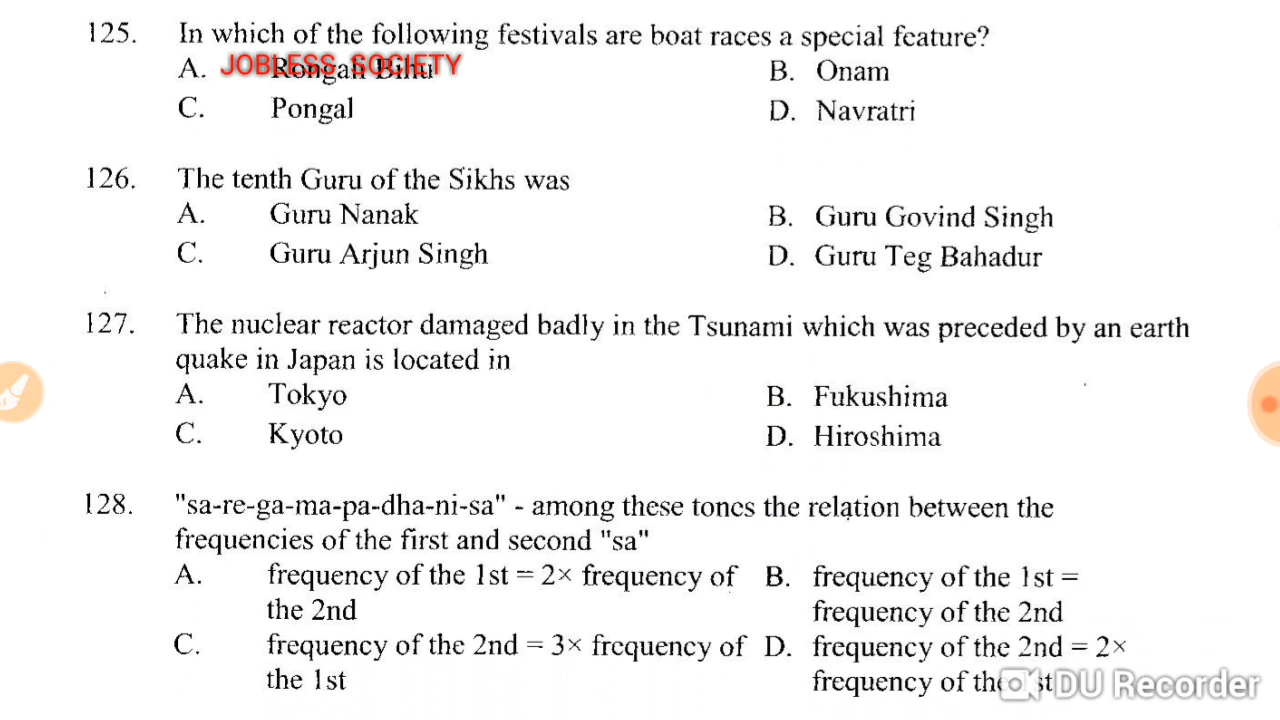 125. In which of the following festivals are boat races a special feature?
A. Rongali Bihu B. Onam
JOBLESS SOCIETY
C. Pongal D. Navratri
126. The tenth Guru of the Sikhs was
A. Guru Nanak B. Guru Govind Singh
C. Guru Arjun Singh D. Guru Teg Bahadur
127. The nuclear reactor damaged badly in the Tsunami which was preceded by an earth
quake in Japan is located in
A. Tokyo B. Fukushima
C. Kyoto D. Hiroshima
128. "sa-re-ga-ma-pa-dha-ni-sa" - among these tones the relation between the
frequencies of the first and second "sa"
A. frequency of the 1st = 2× frequency of B. frequency of the 1st =
the 2nd frequency of the 2nd
C. frequency of the 2nd = 3× frequency of D. frequency of the 2nd = 2×
the 1st frequency of the 1st
DU Recorder